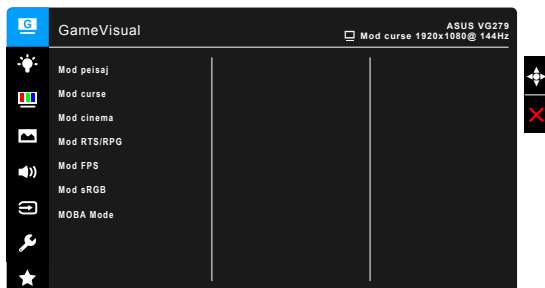 G
GameVisual
ASUS VG279
Mod curse 1920x1080@ 144Hz
Mod peisaj
Mod curse
Mod cinema
Mod RTS/RPG
Mod FPS
Mod sRGB
MOBA Mode